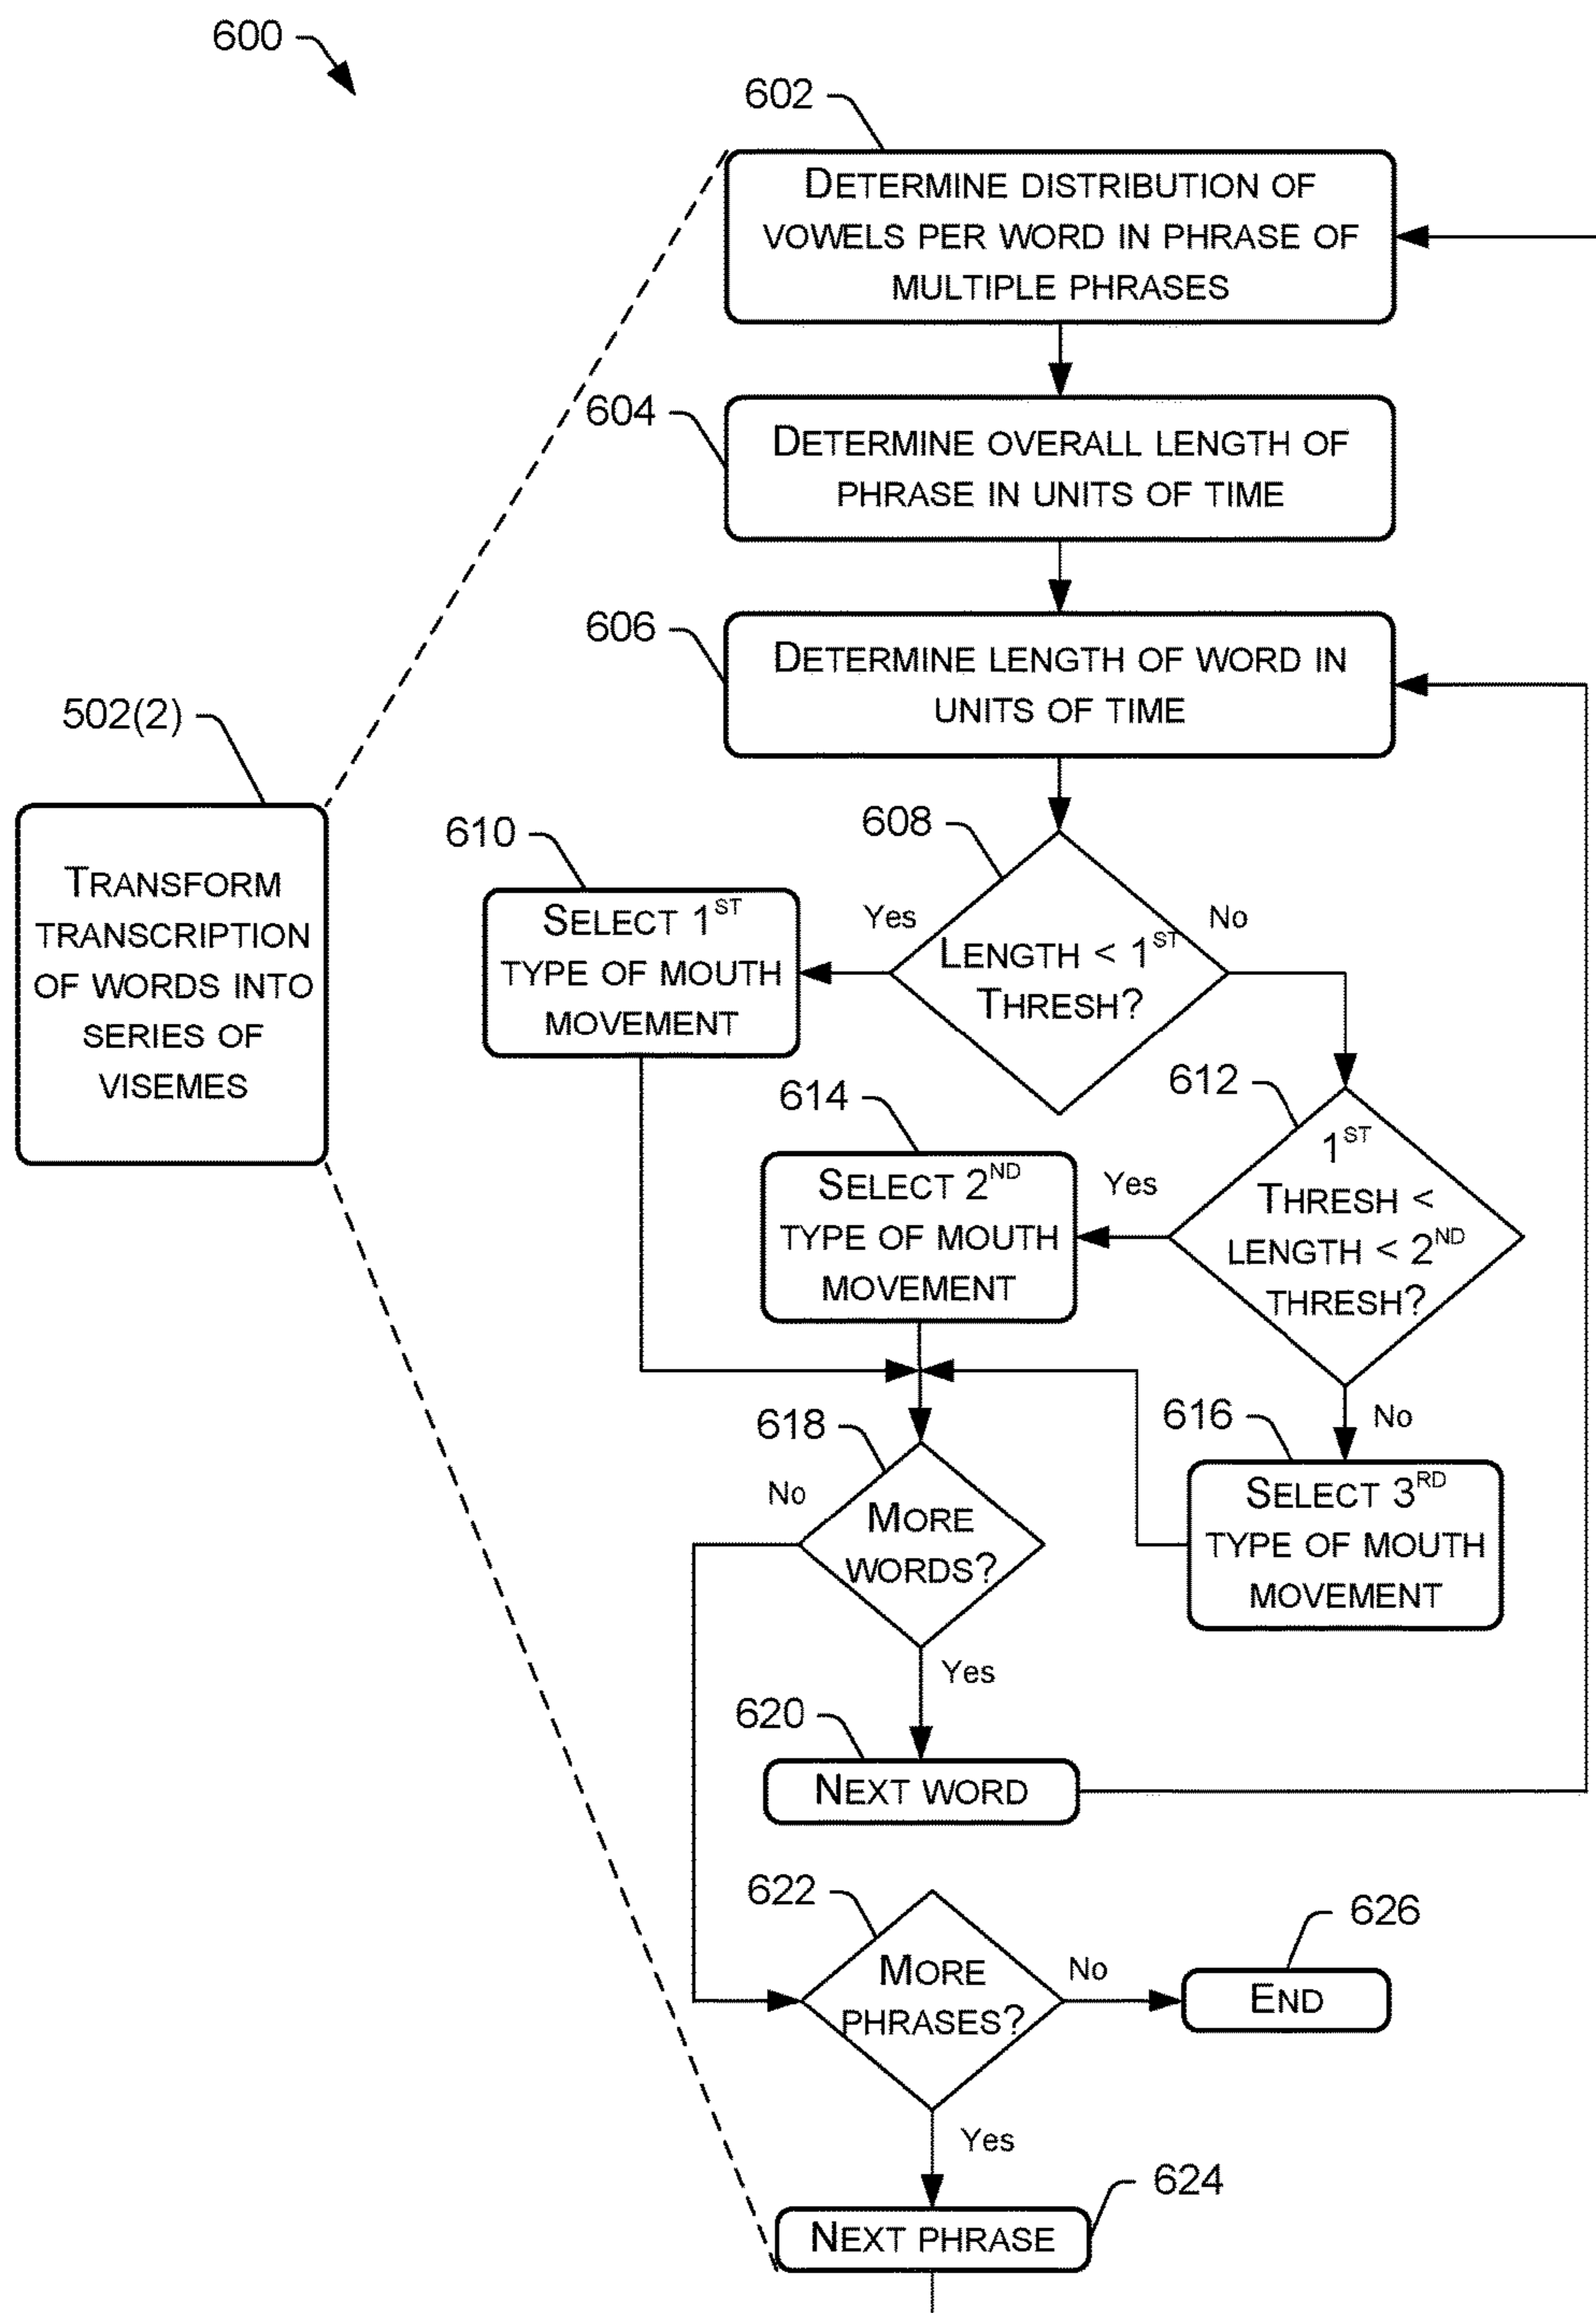 600
602
DETERMINE DISTRIBUTION OF
VOWELS PER WORD IN PHRASE OF
MULTIPLE PHRASES
604
DETERMINE OVERALL LENGTH OF
PHRASE IN UNITS OF TIME
606
DETERMINE LENGTH OF WORD IN
UNITS OF TIME
502(2)
TRANSFORM
TRANSCRIPTION
OF WORDS INTO
SERIES OF
VISEMES
608
Yes
No
LENGTH < 1ST
THRESH?
610
SELECT 1ST
TYPE OF MOUTH
MOVEMENT
612
1ST
THRESH <
LENGTH < 2ND
THRESH?
Yes
No
614
SELECT 2ND
TYPE OF MOUTH
MOVEMENT
616
SELECT 3RD
TYPE OF MOUTH
MOVEMENT
618
No
MORE
WORDS?
Yes
620
NEXT WORD
622
MORE
PHRASES?
No
626
END
Yes
624
NEXT PHRASE